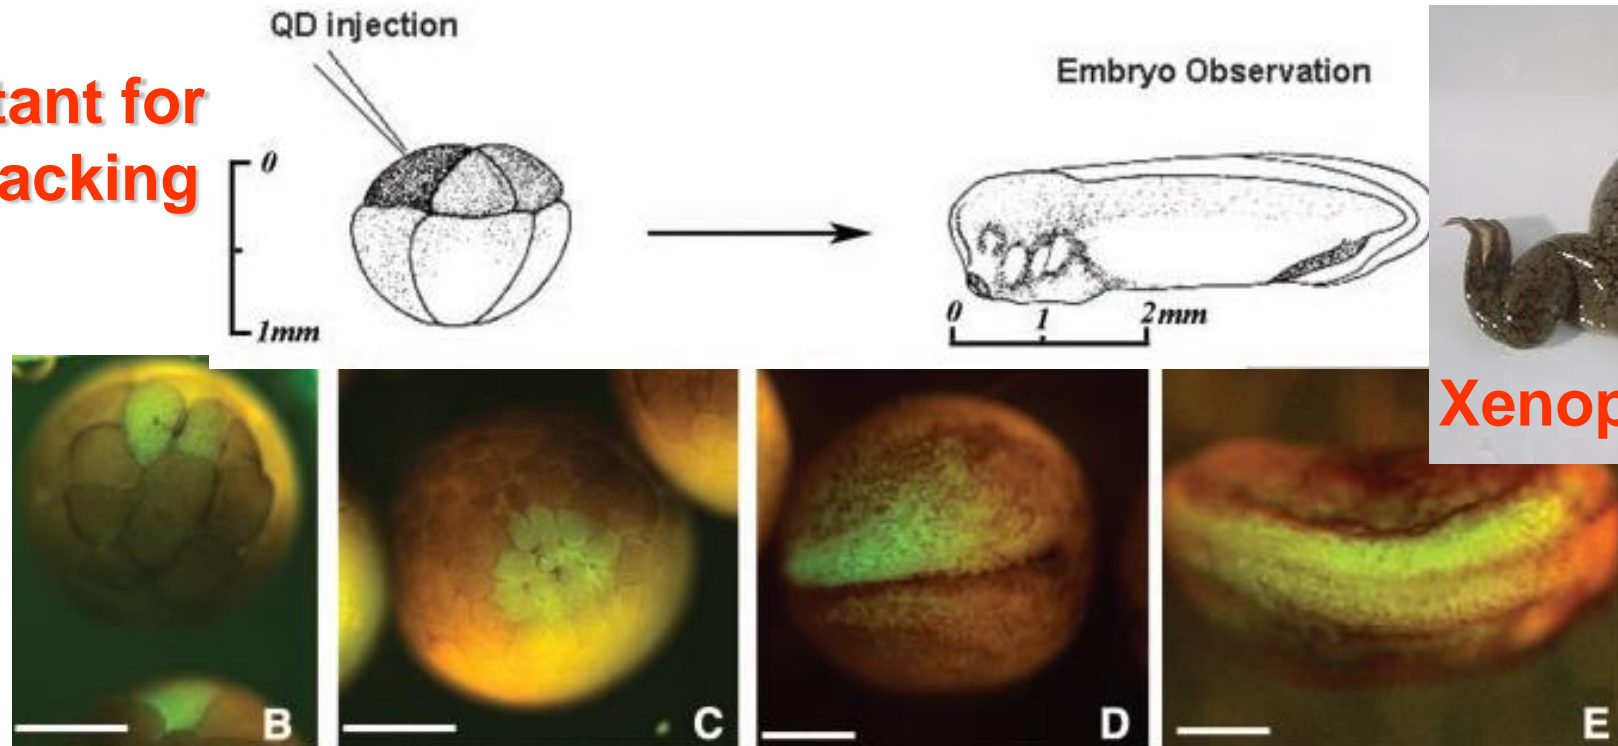 QD injection
tant for
acking
Embryo Observation
0
1mm
0
1
2mm
Xenop
B
C
D
E